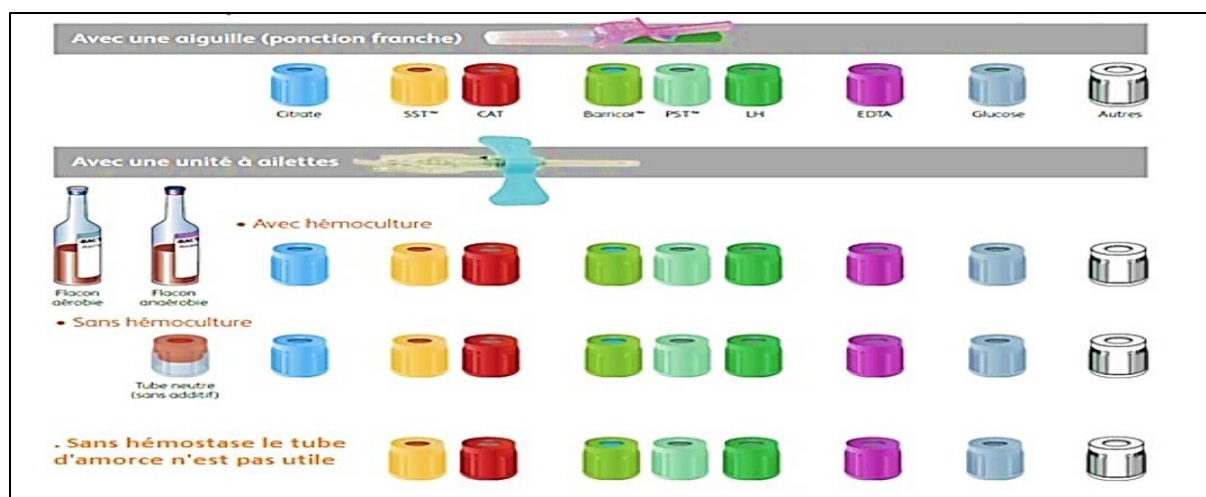 Avec une aiguille (ponction franche)
Citrate SST™ CAT Barricor™ PST™ LH EDTA Glucose Autres
Avec une unité à ailettes
• Avec hémoculture
Flacon aérobie
Flacon anaérobie
• Sans hémoculture
Tube neutre
(sans additif)
. Sans hémostase le tube
d'amorce n'est pas utile